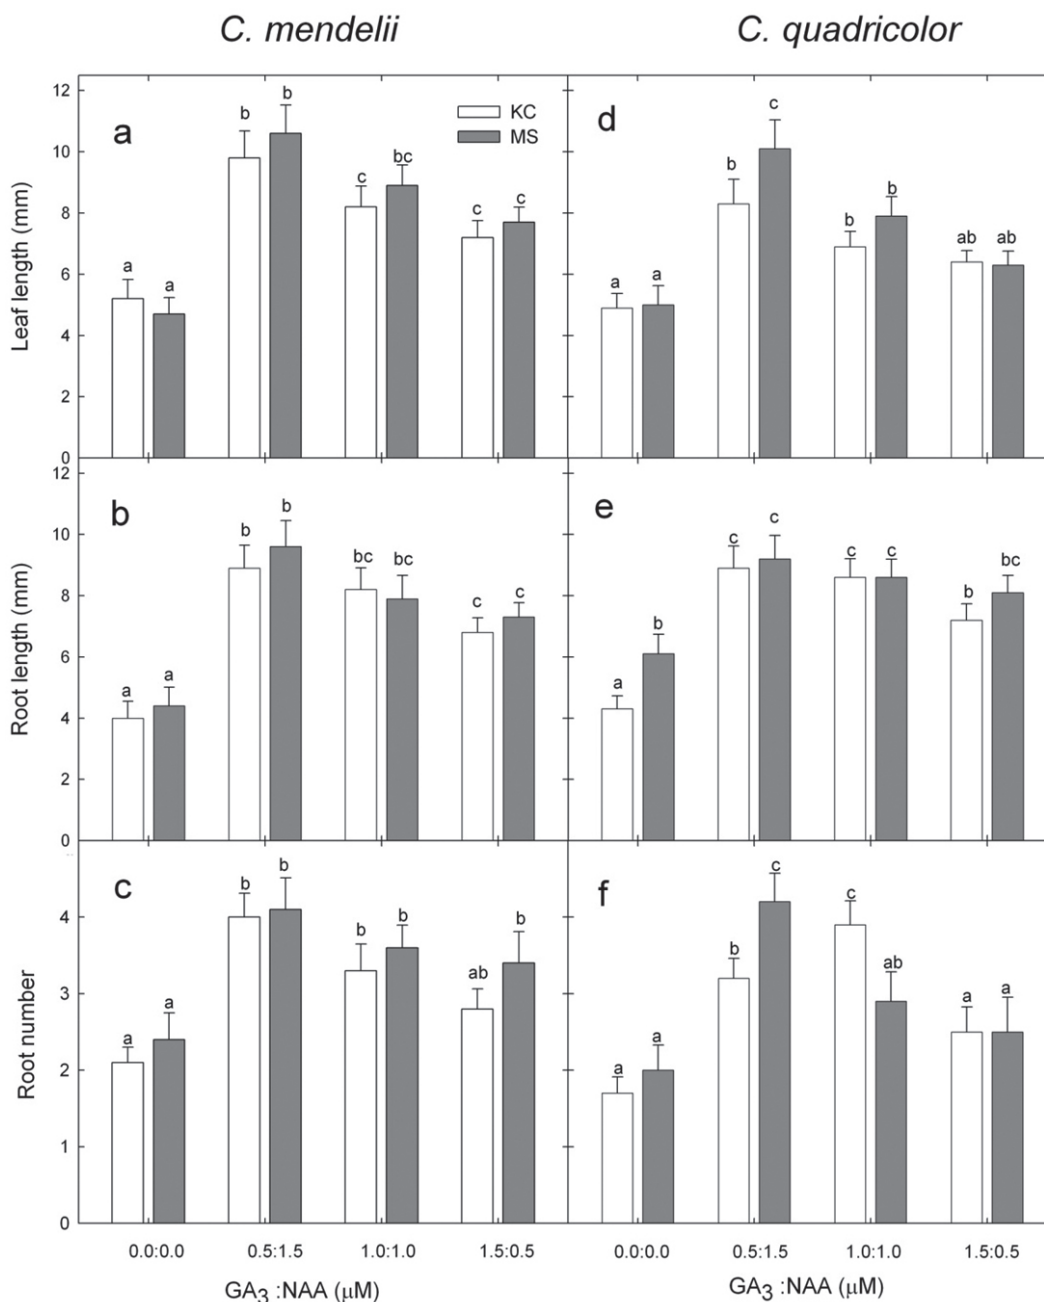 C. mendelii
C. quadricolor
12
10
8
6
4
2
0
Leaf length (mm)
a
a
a
b
b
c
bc
c
c
KC
MS
d
a
a
b
c
b
b
ab
ab
12
10
8
6
4
2
0
Root length (mm)
b
a
a
b
b
bc
bc
c
c
e
a
b
c
c
c
c
b
bc
4
3
2
1
0
Root number
c
a
a
b
b
b
b
ab
b
f
a
a
b
c
c
ab
a
a
0.0:0.0 0.5:1.5 1.0:1.0 1.5:0.5
0.0:0.0 0.5:1.5 1.0:1.0 1.5:0.5
GA3 :NAA (μM)
GA3 :NAA (μM)